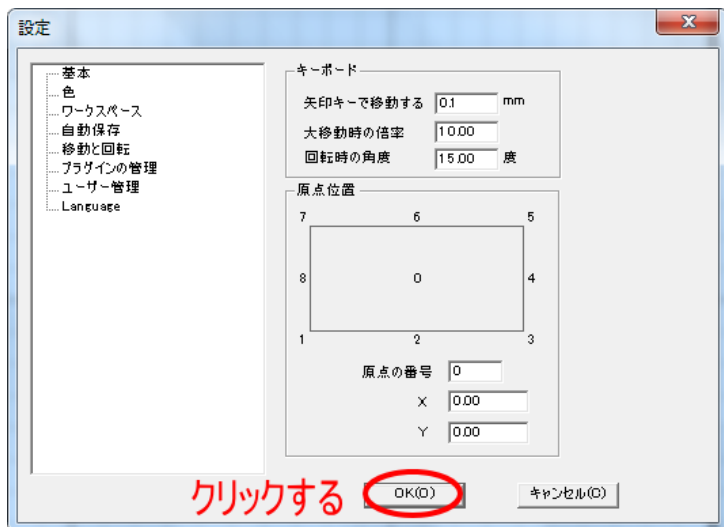 設定
基本
色
ワークスペース
自動保存
移動と回転
プラグインの管理
ユーザー管理
Language
キーボード
矢印キーで移動する 0.1 mm
大移動時の倍率 10.00
回転時の角度 15.00 度
原点位置
7 6 5
8 0 4
1 2 3
原点の番号 0
X 0.00
Y 0.00
クリックする OK(O) キャンセル(C)